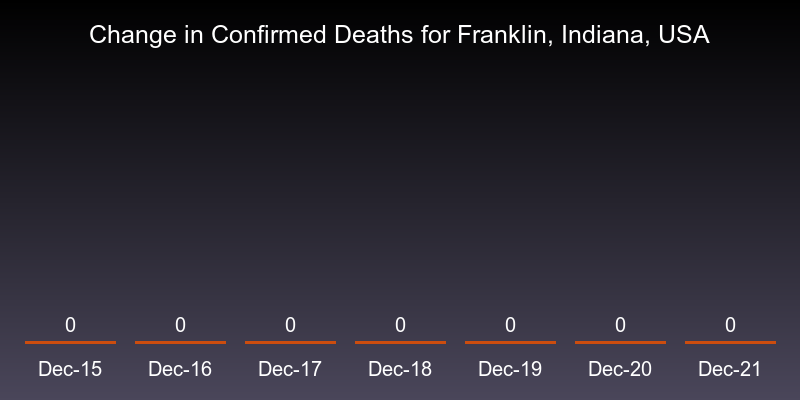 Change in Confirmed Deaths for Franklin, Indiana, USA
0 0 0 0 0 0 0
Dec-15 Dec-16 Dec-17 Dec-18 Dec-19 Dec-20 Dec-21